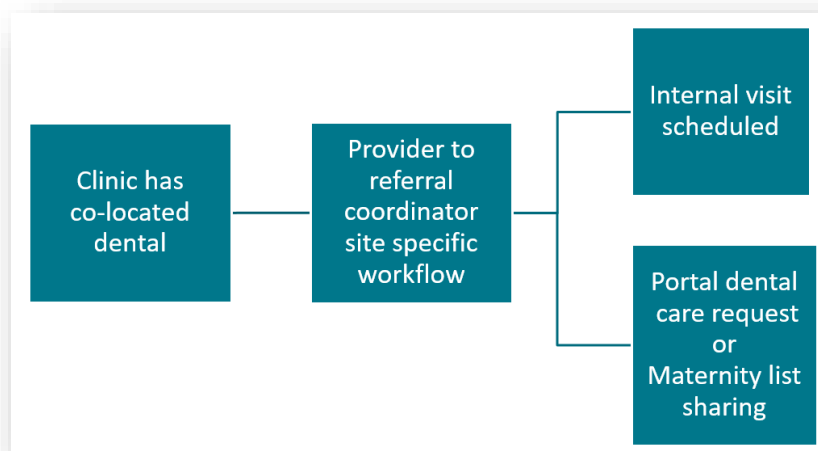 Clinic has
co-located
dental
Provider to
referral
coordinator
site specific
workflow
Internal visit
scheduled
Portal dental
care request
or
Maternity list
sharing